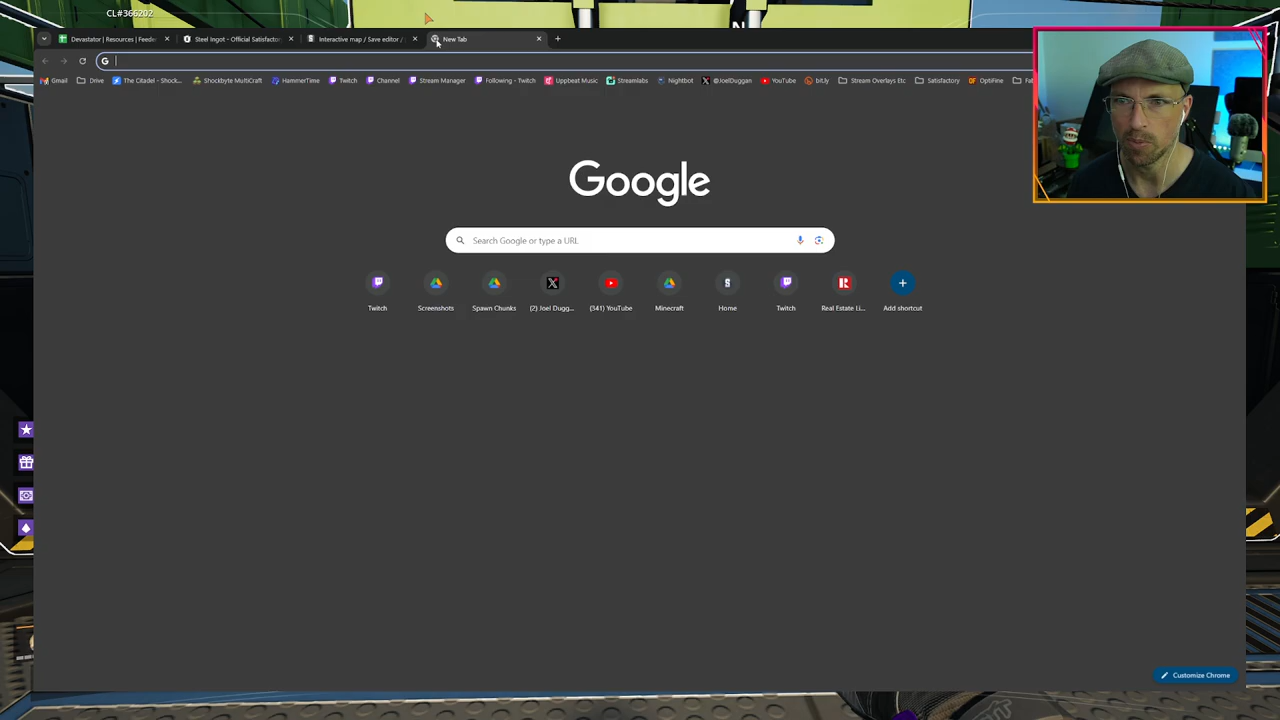 CL#366202
Devastator | Resources | Feede
Steel Ingot - Official Satisfactor
Interactive map / Save editor /
New Tab
Gmail
Drive
The Citadel - Shock...
Shockbyte MultiCraft
HammerTime
Twitch
Channel
Stream Manager
Following - Twitch
Uppbeat Music
Streamlabs
Nightbot
@JoelDuggan
YouTube
bit.ly
Stream Overlays Etc
Satisfactory
OptiFine
Google
Search Google or type a URL
Twitch
Screenshots
Spawn Chunks
(2) Joel Dugg...
(341) YouTube
Minecraft
Home
Twitch
Real Estate Li...
Add shortcut
Customize Chrome